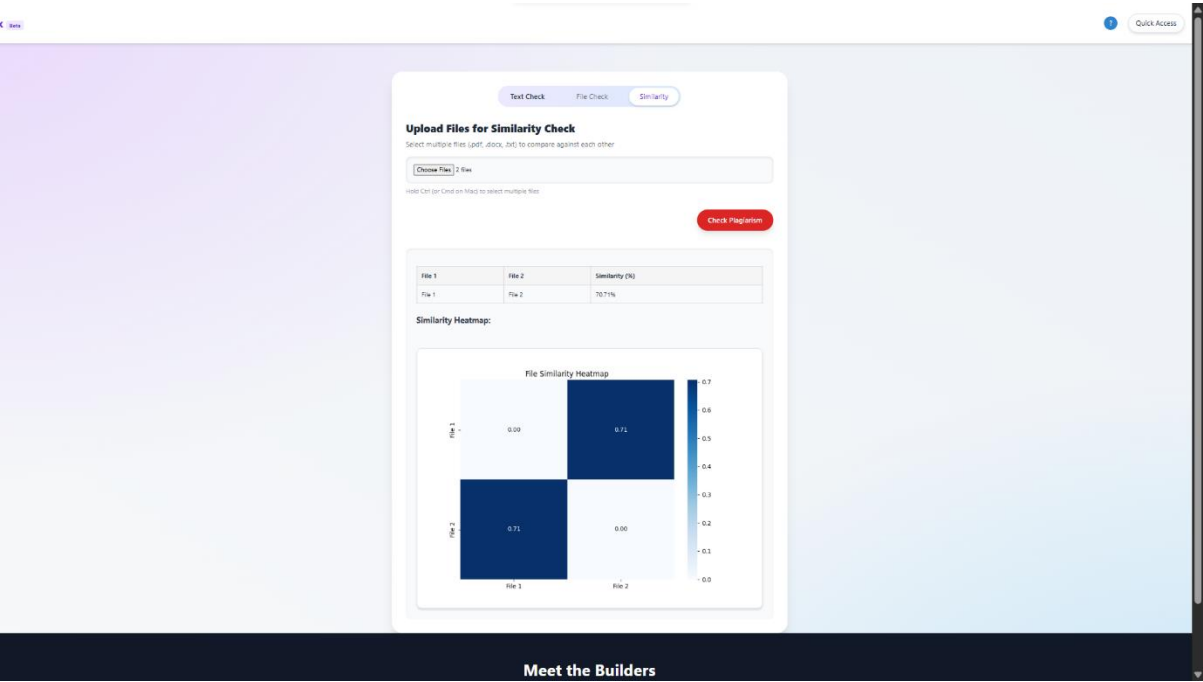 x Beta
? Quick Access
Text Check File Check Similarity
Upload Files for Similarity Check
Select multiple files (.pdf, .docx, .txt) to compare against each other
Choose Files 2 files
Hold Ctrl (or Cmd on Mac) to select multiple files
Check Plagiarism
File 1 File 2 Similarity (%)
File 1 File 2 70.71%
Similarity Heatmap:
File Similarity Heatmap
File 1 0.00 0.71
File 2 0.71 0.00
File 1 File 2
0.7
0.6
0.5
0.4
0.3
0.2
0.1
0.0
Meet the Builders